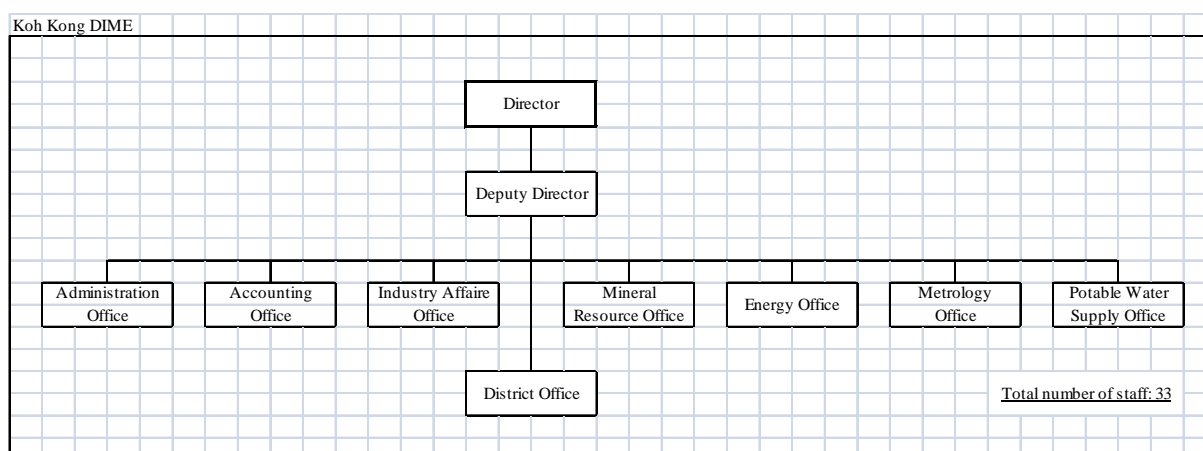 Koh Kong DIME
Director
Deputy Director
Administration
Office
Accounting
Office
Industry Affaire
Office
Mineral
Resource Office
Energy Office
Metrology
Office
Potable Water
Supply Office
District Office
Total number of staff: 33